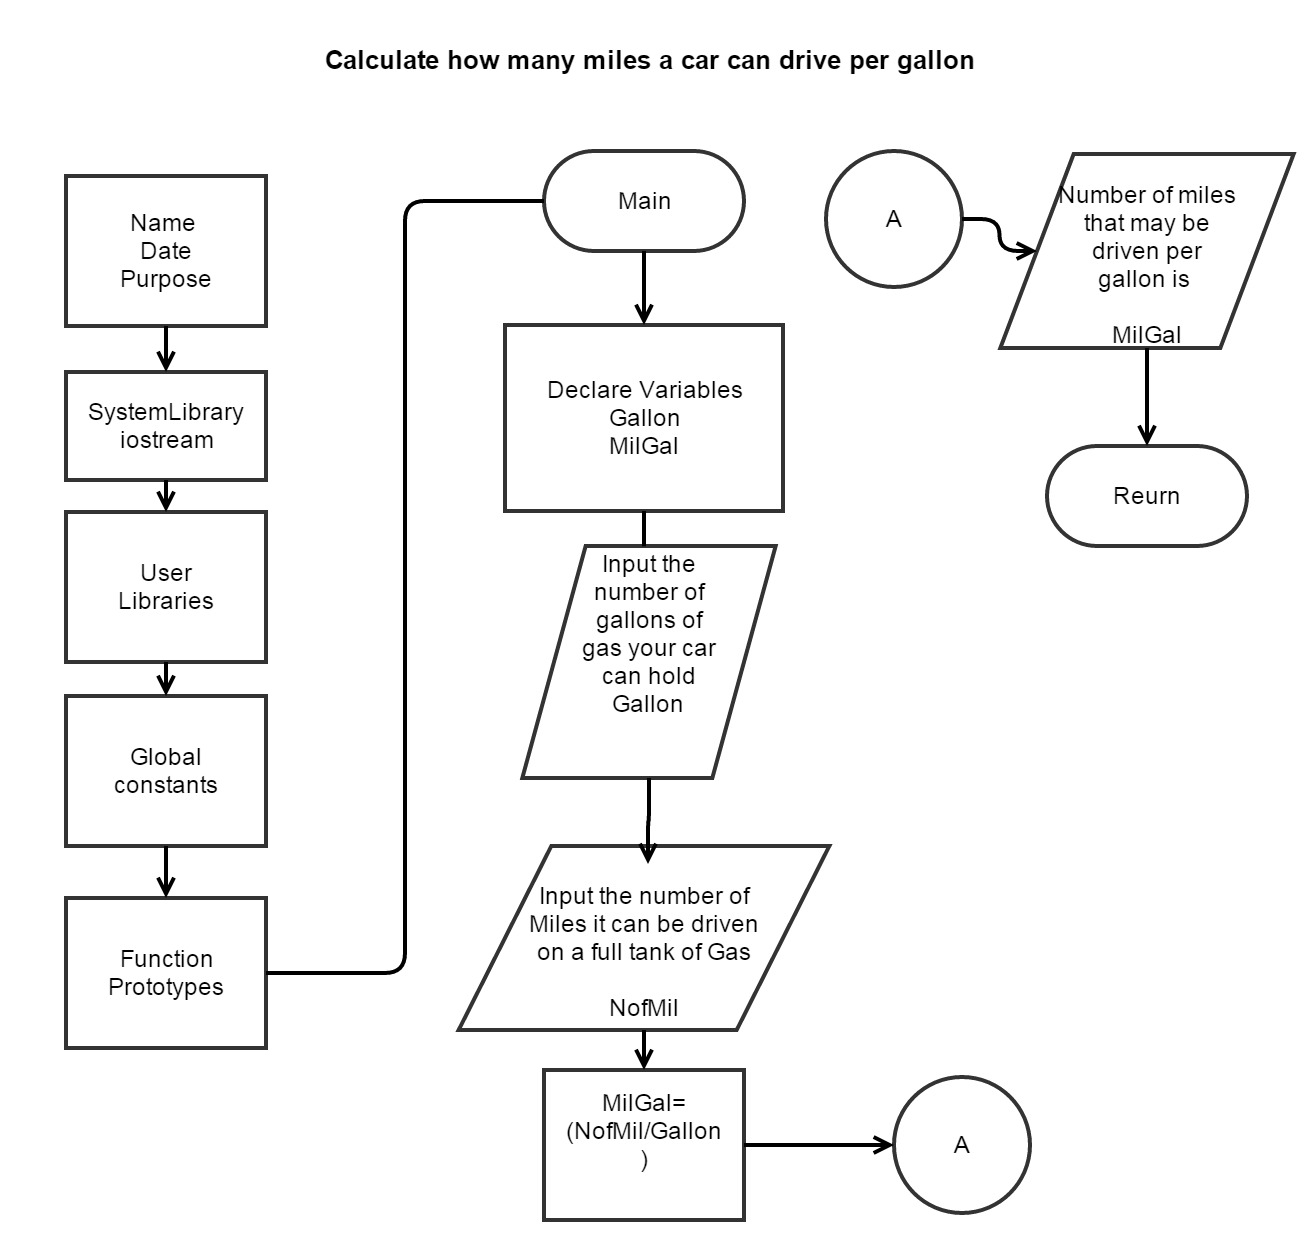 Calculate how many miles a car can drive per gallon
Name
Date
Purpose
SystemLibrary
iostream
User
Libraries
Global
constants
Function
Prototypes
Main
Declare Variables
Gallon
MilGal
Input the
number of
gallons of
gas your car
can hold
Gallon
Input the number of
Miles it can be driven
on a full tank of Gas
NofMil
MilGal=
(NofMil/Gallon
)
A
A
Number of miles
that may be
driven per
gallon is
MilGal
Reurn